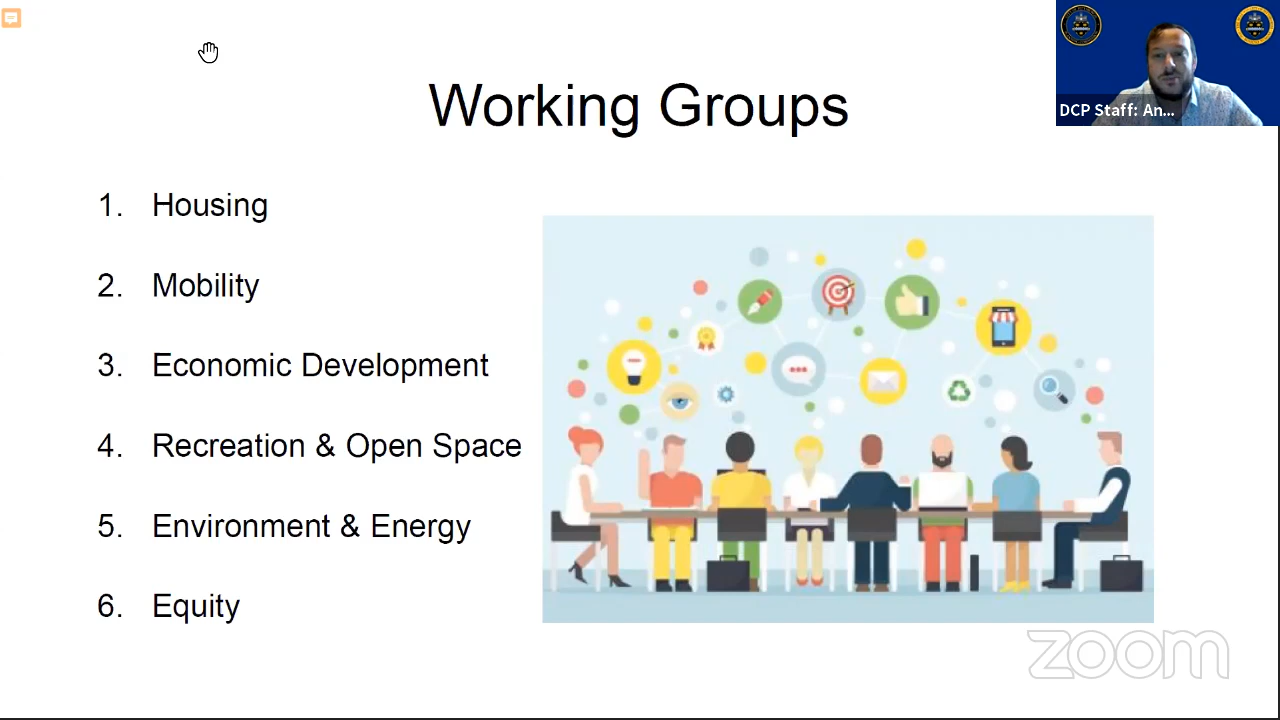 Working Groups
DCP Staff: An...
1. Housing
2. Mobility
3. Economic Development
4. Recreation & Open Space
5. Environment & Energy
6. Equity
zoom